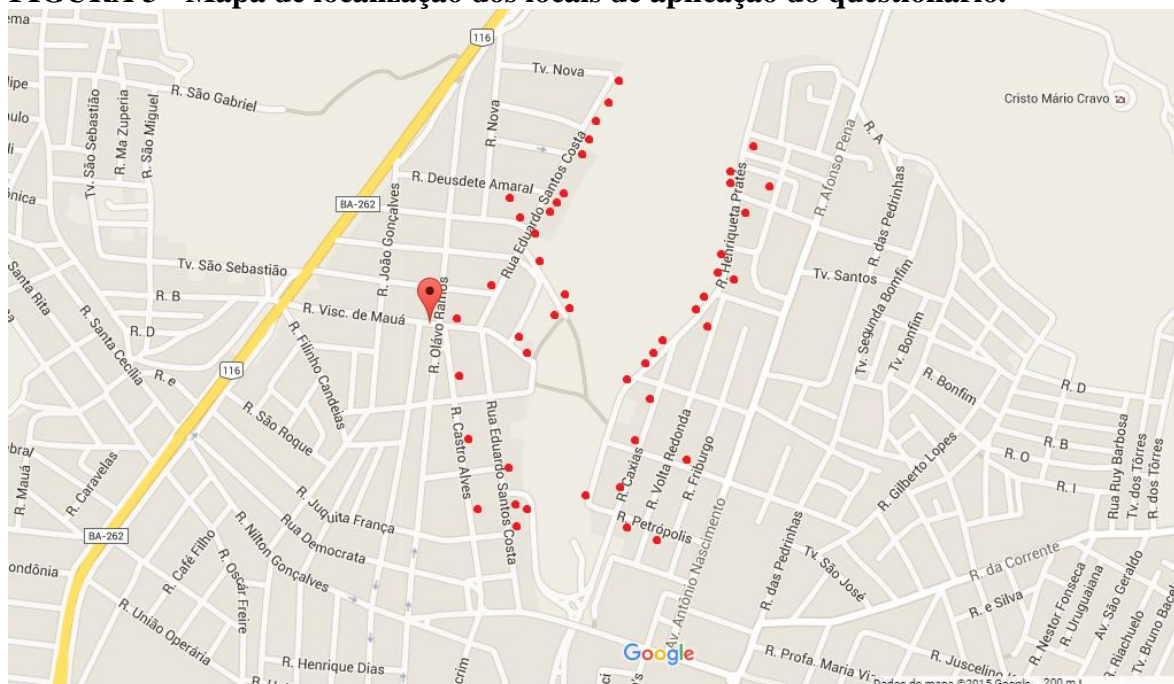 FIGURA 3 - Mapa de localização dos locais de aplicação do questionário.
116
Tv. Nova
R. São Gabriel
Tv. São Sebastião
R. Ma Zuperia
R. São Miguel
R. Nova
Cristo Mário Cravo
R. A
R. Afonso Pena
R. das Pedrinhas
R. Deusdete Amaral
Rua Eduardo Santos Costa
R. Henriqueta Prates
BA-262
R. João Gonçalves
Tv. São Sebastião
R. Olávo Ramos
Tv. Santos
Tv. Segunda Bomfim
Tv. Bonfim
Santa Rita
R. B
R. Visc. de Mauá
R. D
R. Santa Cecília
R. e
R. Filinho Candeias
116
R. Bonfim
R. D
R. São Roque
R. Castro Alves
Rua Eduardo Santos Costa
R. Caxias
R. Volta Redonda
R. Friburgo
R. Gilberto Lopes
R. B
R. O
R. I
Rua Ruy Barbosa
Tv. dos Tôrres
R. dos Tôrres
R. Mauá
R. Caravelas
R. Juquita França
Rua Democrata
R. Petrópolis
BA-262
R. Café Filho
R. Nilton Gonçalves
R. Oscár Freire
Av. Antônio Nascimento
R. das Pedrinhas
Tv. São José
R. da Corrente
R. e Silva
R. Nestor Fonseca
R. Uruguaiana
Av. São Geraldo
R. Riachuelo
R. União Operária
R. Henrique Dias
Google
R. Profa. Maria
R. Juscelino
Dados do mapa ©2015 Google
200 m